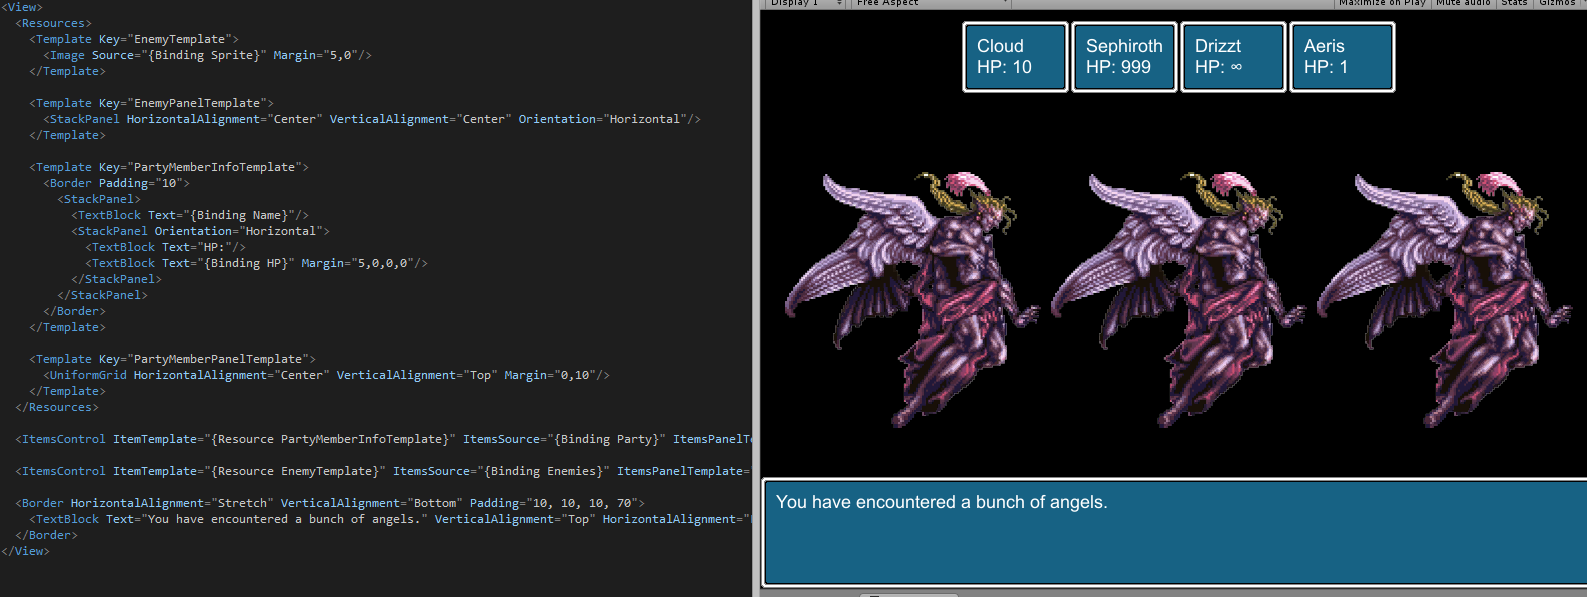 <View>
<Resources>
<Template Key="EnemyTemplate">
<Image Source="{Binding Sprite}" Margin="5,0"/>
</Template>
<Template Key="EnemyPanelTemplate">
<StackPanel HorizontalAlignment="Center" VerticalAlignment="Center" Orientation="Horizontal"/>
</Template>
<Template Key="PartyMemberInfoTemplate">
<Border Padding="10">
<StackPanel>
<TextBlock Text="{Binding Name}"/>
<StackPanel Orientation="Horizontal">
<TextBlock Text="HP:"/>
<TextBlock Text="{Binding HP}" Margin="5,0,0,0"/>
</StackPanel>
</StackPanel>
</Border>
</Template>
<Template Key="PartyMemberPanelTemplate">
<UniformGrid HorizontalAlignment="Center" VerticalAlignment="Top" Margin="0,10"/>
</Template>
</Resources>
<ItemsControl ItemTemplate="{Resource PartyMemberInfoTemplate}" ItemsSource="{Binding Party}" ItemsPanelT
<ItemsControl ItemTemplate="{Resource EnemyTemplate}" ItemsSource="{Binding Enemies}" ItemsPanelTemplate=
<Border HorizontalAlignment="Stretch" VerticalAlignment="Bottom" Padding="10, 10, 10, 70">
<TextBlock Text="You have encountered a bunch of angels." VerticalAlignment="Top" HorizontalAlignment="
</Border>
</View>
Display 1 Free Aspect Maximize on Play Mute audio Stats Gizmos
Cloud
HP: 10
Sephiroth
HP: 999
Drizzt
HP: ∞
Aeris
HP: 1
You have encountered a bunch of angels.